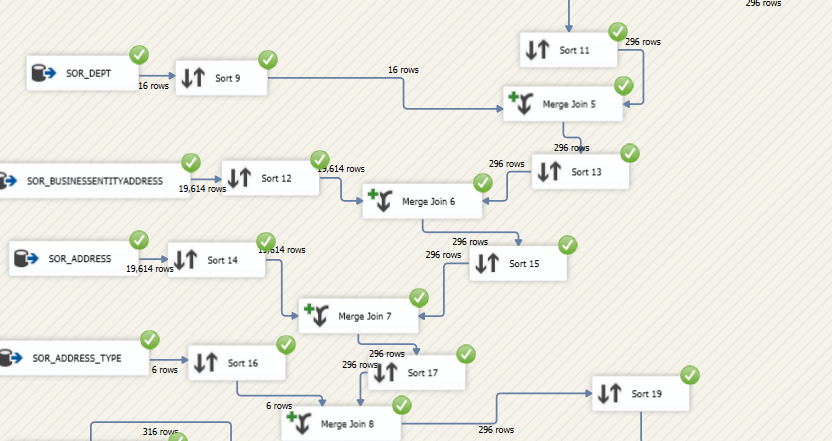 296 rows
Sort 11
296 rows
SOR_DEPT
16 rows
Sort 9
16 rows
Merge Join 5
296 rows
SOR_BUSINESSENTITYADDRESS
19,614 rows
Sort 12
19,614 rows
296 rows
Sort 13
Merge Join 6
296 rows
SOR_ADDRESS
19,614 rows
Sort 14
19,614 rows
296 rows
Sort 15
Merge Join 7
296 rows
SOR_ADDRESS_TYPE
6 rows
Sort 16
296 rows
Sort 17
6 rows
Merge Join 8
296 rows
Sort 19
316 rows